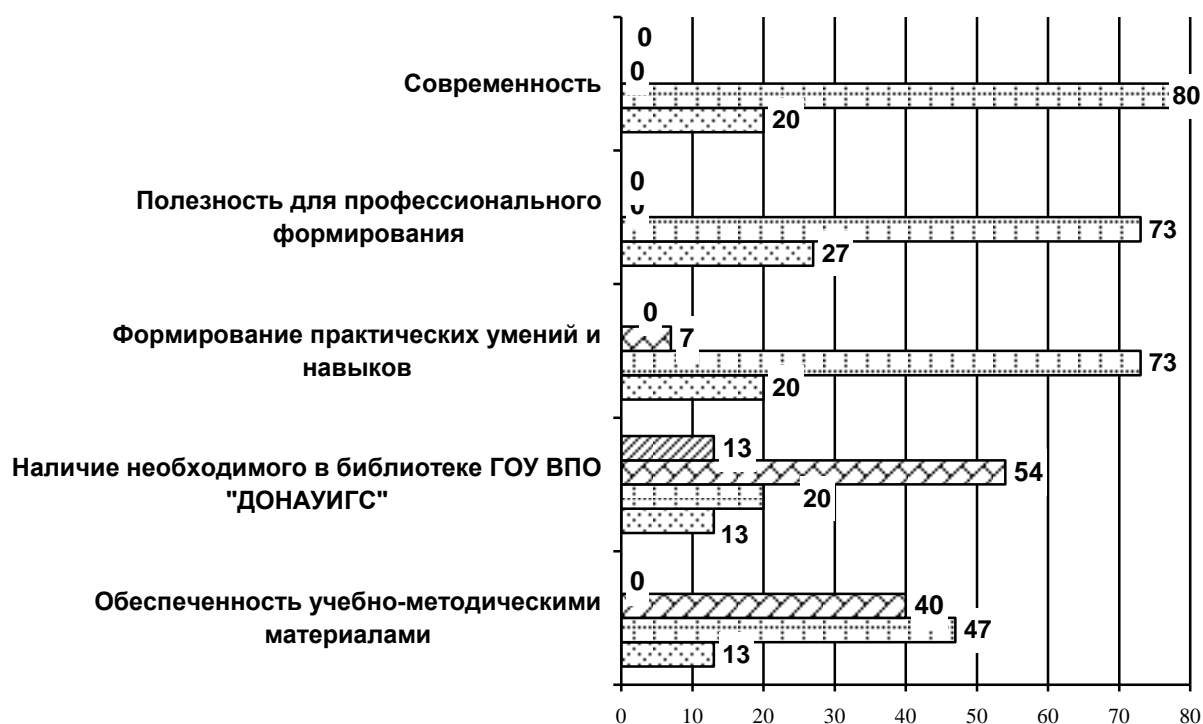 0
0
Современность
80
20
0
Полезность для профессионального
формирования
73
27
0
7
Формирование практических умений и
навыков
73
20
13
Наличие необходимого в библиотеке ГОУ ВПО
"ДОНАУИГС"
54
20
13
0
Обеспеченность учебно-методическими
материалами
40
47
13
0 10 20 30 40 50 60 70 80